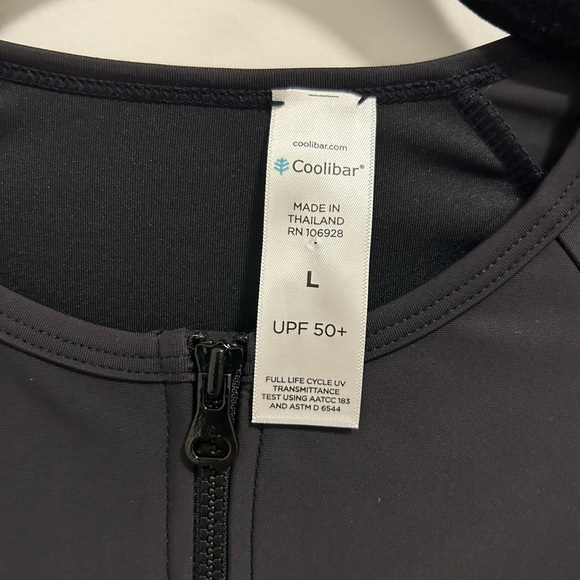 coolibar.com
Coolibar®
MADE IN
THAILAND
RN 106928
L
UPF 50+
FULL LIFE CYCLE UV
TRANSMITTANCE
TEST USING AATCC 183
AND ASTM D 6544